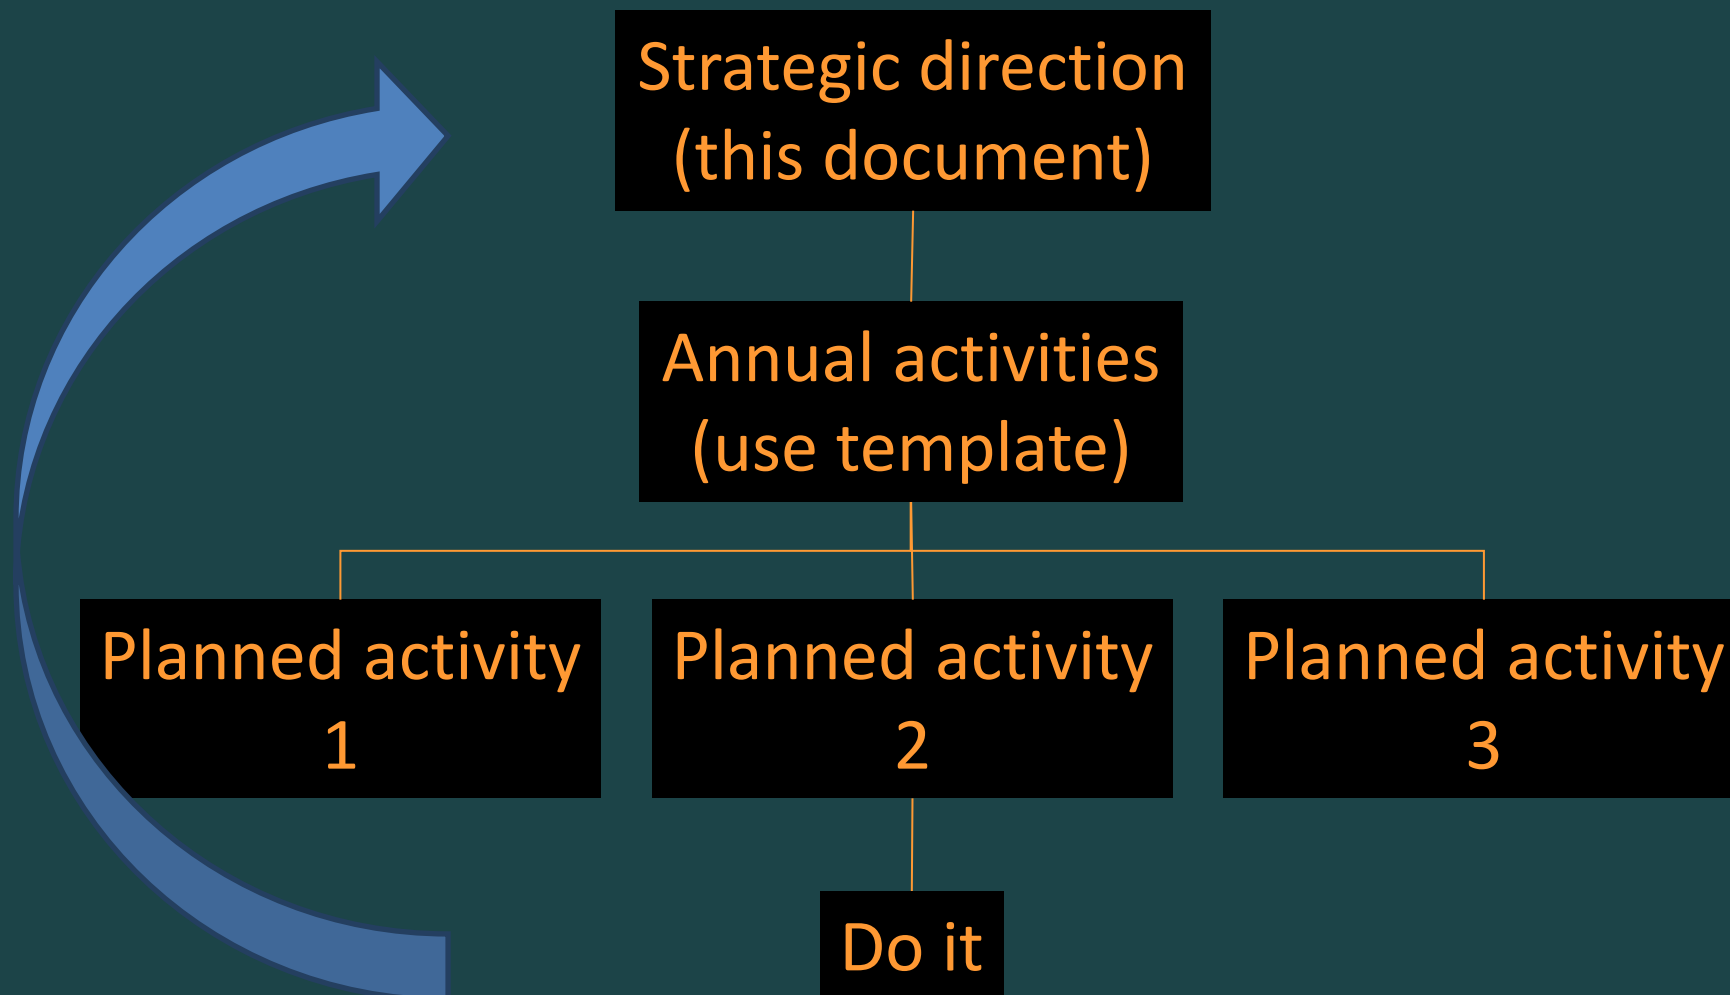 Strategic direction
(this document)
Annual activities
(use template)
Planned activity
1
Planned activity
2
Planned activity
3
Do it